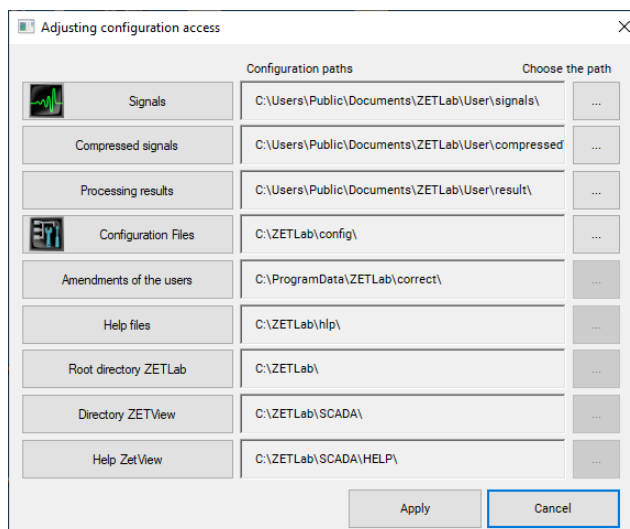 Adjusting configuration access
Configuration paths Choose the path
Signals C:\Users\Public\Documents\ZETLab\User\signals\ ...
Compressed signals C:\Users\Public\Documents\ZETLab\User\compressed ...
Processing results C:\Users\Public\Documents\ZETLab\User\result\ ...
Configuration Files C:\ZETLab\config\ ...
Amendments of the users C:\ProgramData\ZETLab\correct\ ...
Help files C:\ZETLab\hlp\ ...
Root directory ZETLab C:\ZETLab\ ...
Directory ZETView C:\ZETLab\SCADA\ ...
Help ZetView C:\ZETLab\SCADA\HELP\ ...
Apply Cancel